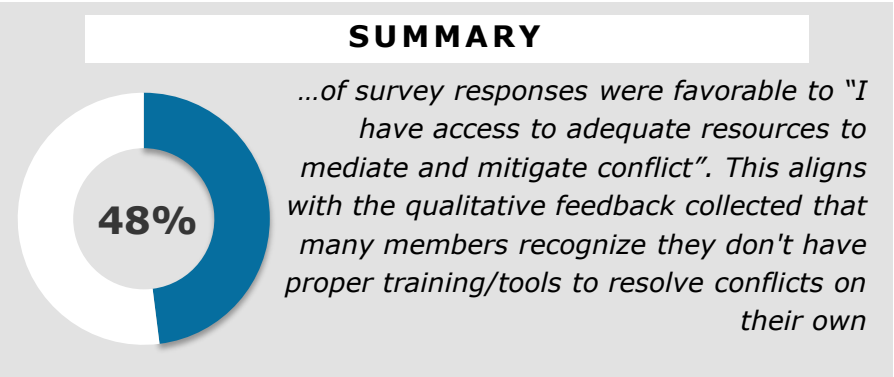 SUMMARY
48%
…of survey responses were favorable to “I
have access to adequate resources to
mediate and mitigate conflict”. This aligns
with the qualitative feedback collected that
many members recognize they don't have
proper training/tools to resolve conflicts on
their own